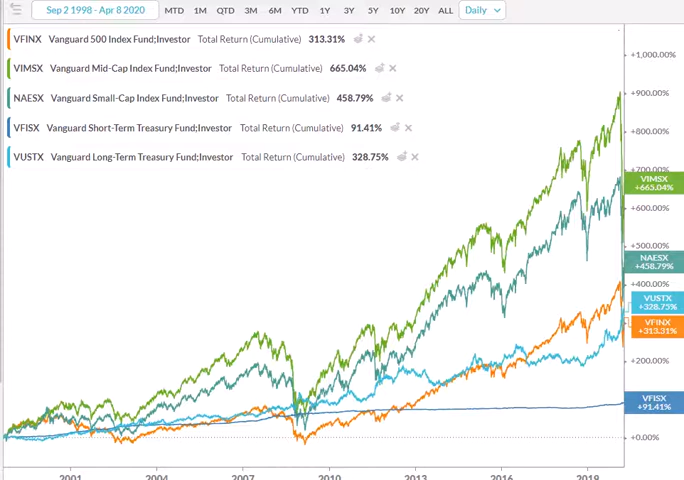 Sep 2 1998 - Apr 8 2020 MTD 1M QTD 3M 6M YTD 1Y 3Y 5Y 10Y 20Y ALL Daily
VFINX Vanguard 500 Index Fund;Investor Total Return (Cumulative) 313.31%
VIMSX Vanguard Mid-Cap Index Fund;Investor Total Return (Cumulative) 665.04%
NAESX Vanguard Small-Cap Index Fund;Investor Total Return (Cumulative) 458.79%
VFISX Vanguard Short-Term Treasury Fund;Investor Total Return (Cumulative) 91.41%
VUSTX Vanguard Long-Term Treasury Fund;Investor Total Return (Cumulative) 328.75%
+1,000.00%
+900.00%
+800.00%
+700.00%
VIMSX
+665.04%
+600.00%
+500.00%
NAESX
+458.79%
VUSTX
+328.75%
VFINX
+313.31%
+200.00%
VFISX
+91.41%
+0.00%
2001 2004 2007 2010 2013 2016 2019